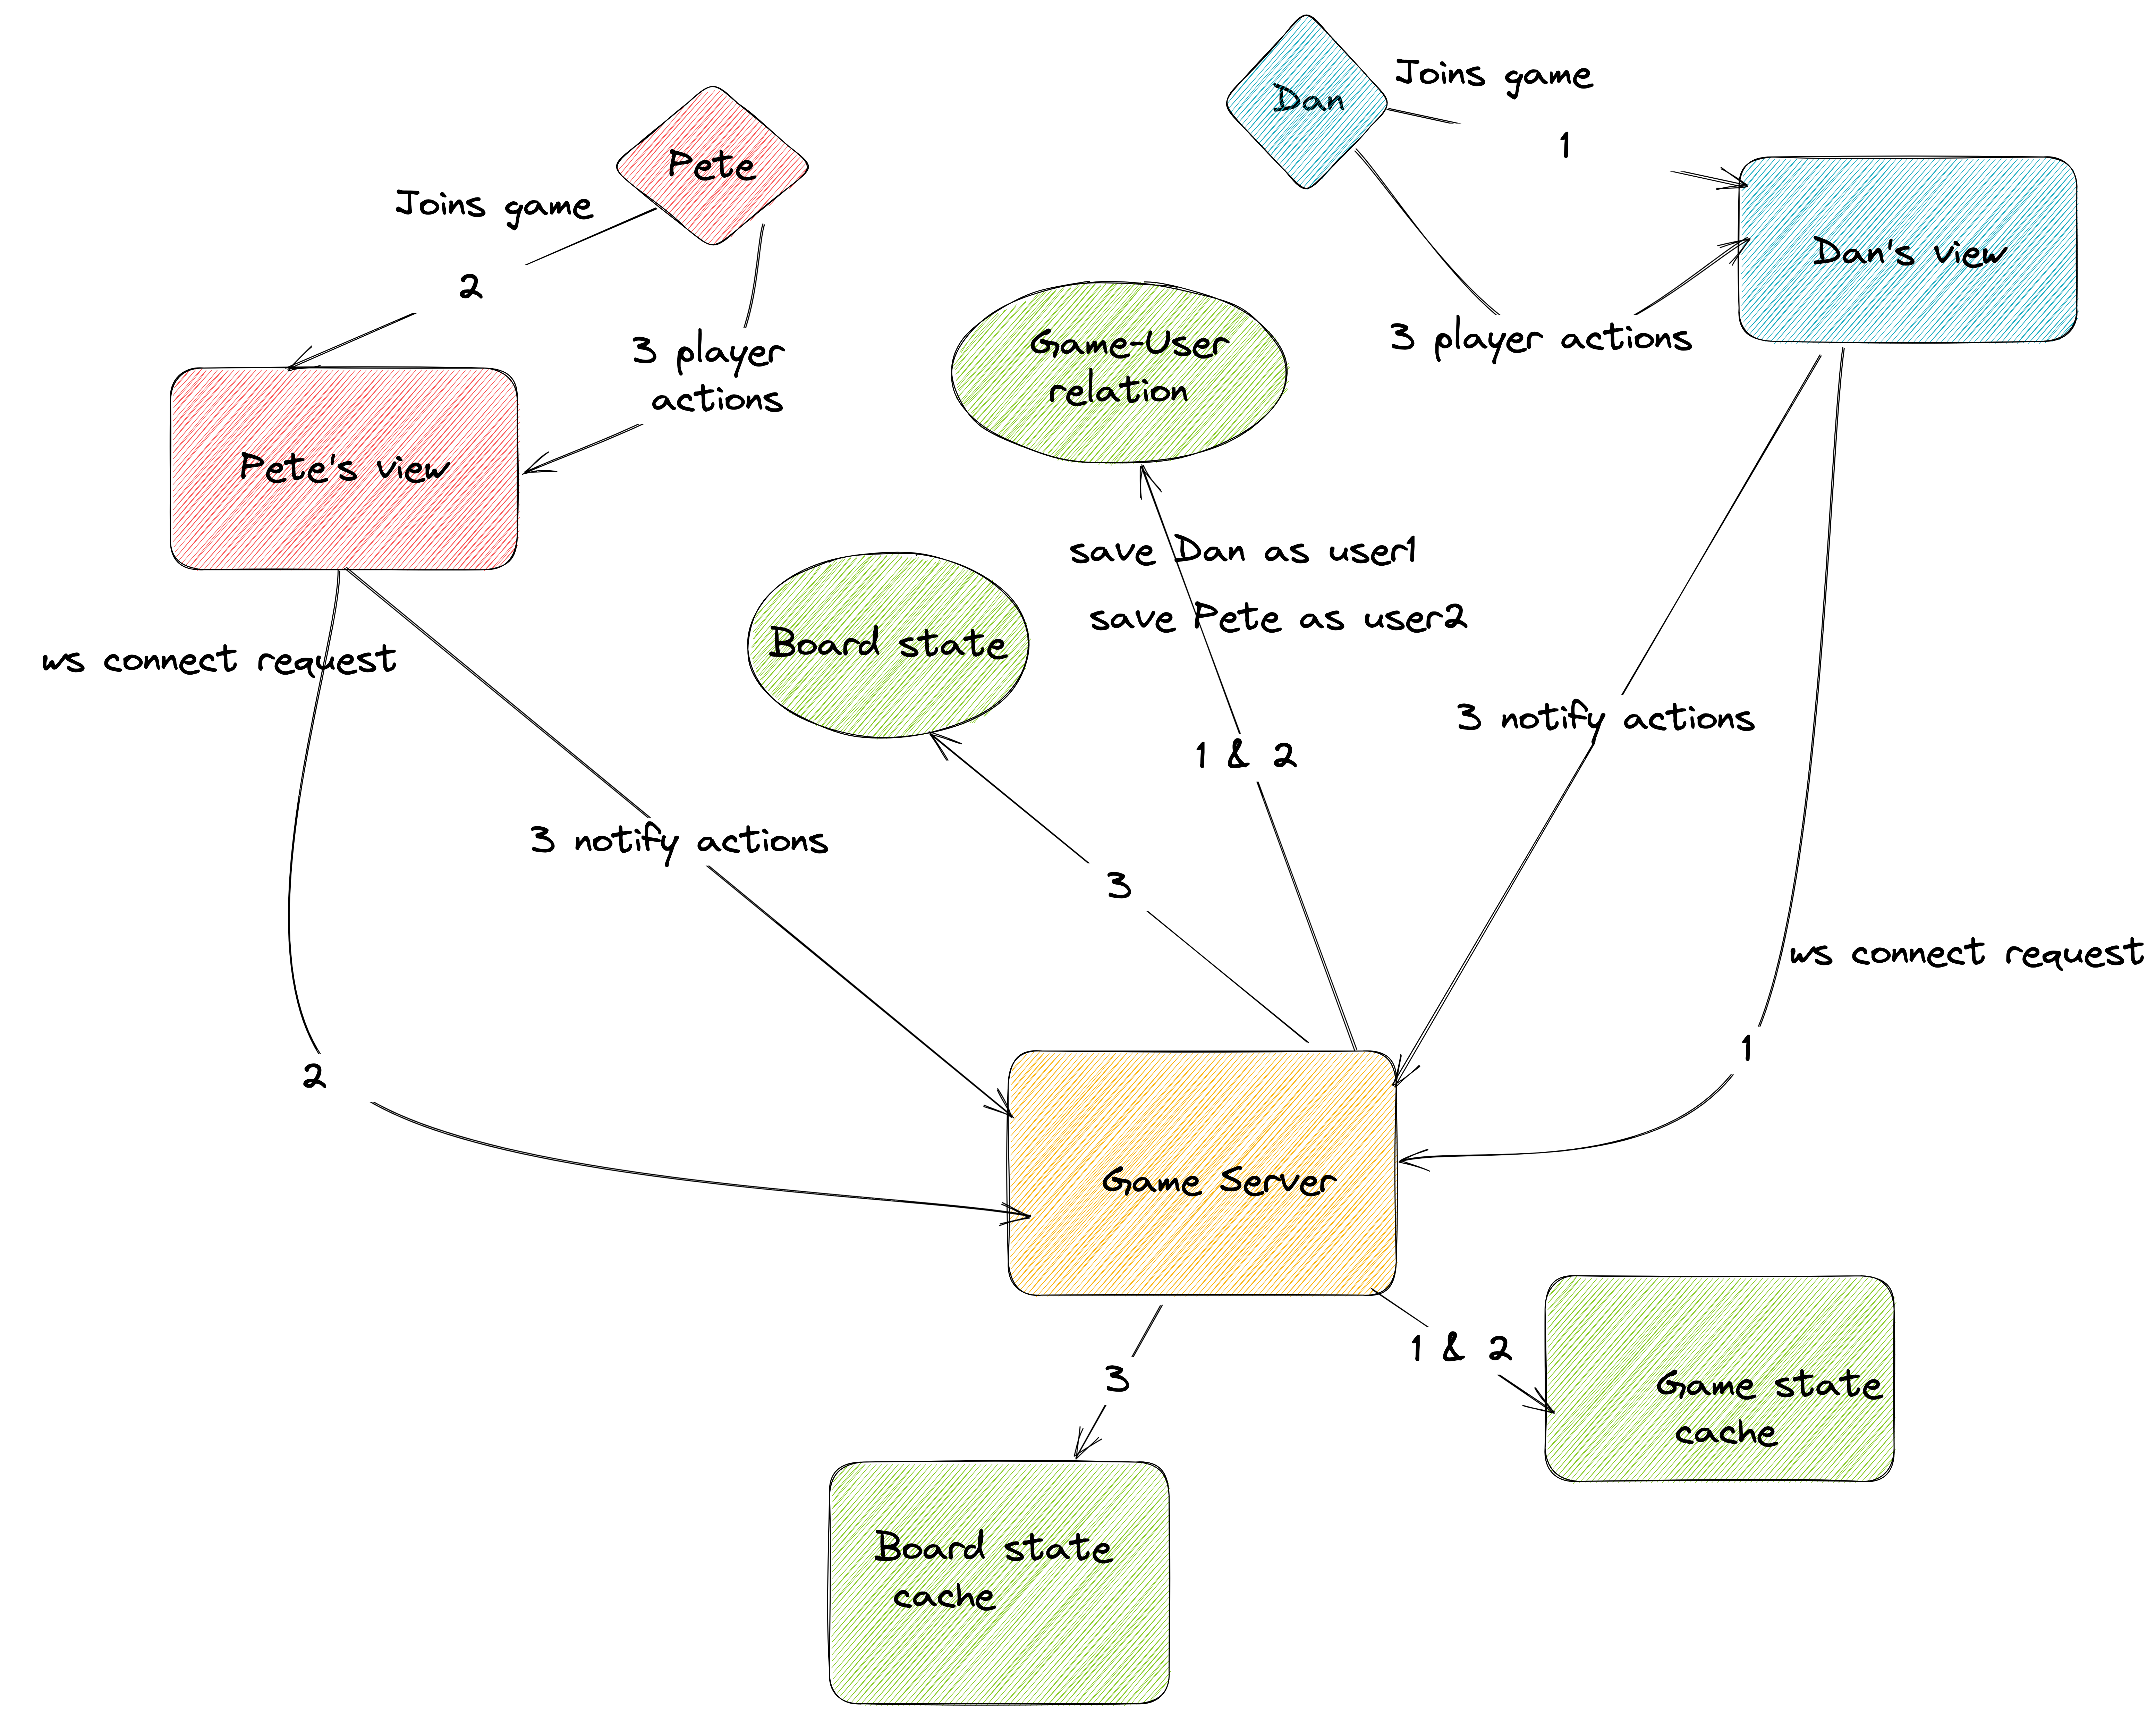 Joins game
Dan
1
Pete
Joins game
Dan's view
2
3 player actions
Game-User
relation
3 player
actions
Pete's view
save Dan as user1
save Pete as user2
Board state
ws connect request
3 notify actions
1 & 2
3 notify actions
3
ws connect request
1
2
Game Server
1 & 2
3
Game state
cache
Board state
cache